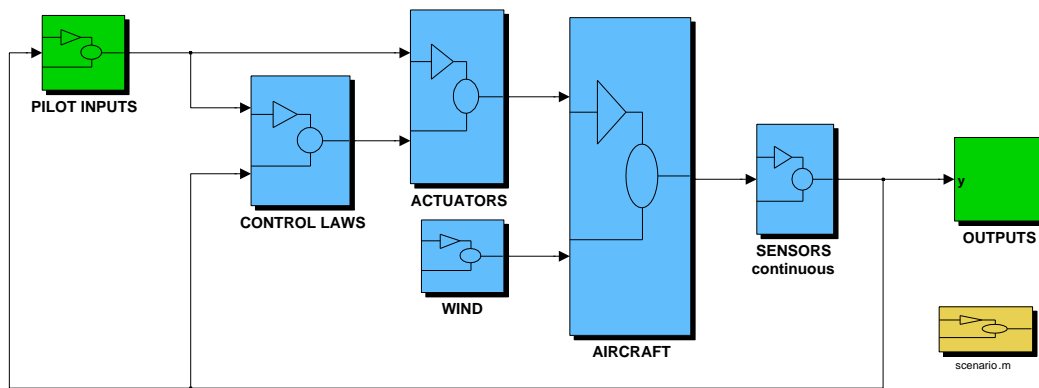 PILOT INPUTS
CONTROL LAWS
ACTUATORS
WIND
AIRCRAFT
SENSORS
continuous
y
OUTPUTS
scenario.m